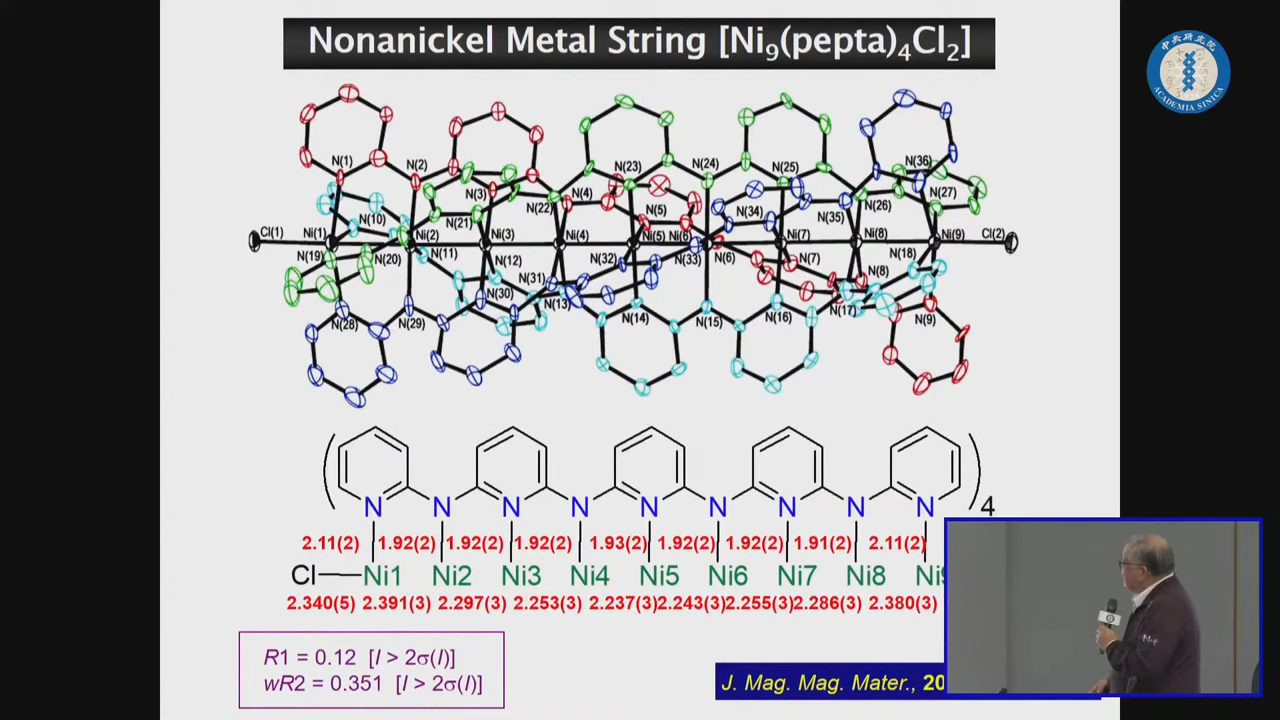 Nonanickel Metal String [Ni9(pepta)4Cl2]
中央研究院
ACADEMIA SINICA
N(1) N(2) N(3) N(22) N(4) N(23) N(24) N(25) N(36)
N(10) N(21) N(5) N(34) N(35) N(26) N(27)
Cl(1) Ni(1) Ni(2) Ni(3) Ni(4) Ni(5) Ni(6) Ni(7) Ni(8) Ni(9) Cl(2)
N(19) N(20) N(11) N(12) N(32) N(33) N(6) N(7) N(8) N(18)
N(28) N(29) N(30) N(31) N(13) N(14) N(15) N(16) N(17) N(9)
N N N N N N N N N 4
2.11(2) 1.92(2) 1.92(2) 1.92(2) 1.93(2) 1.92(2) 1.92(2) 1.91(2) 2.11(2)
Cl Ni1 Ni2 Ni3 Ni4 Ni5 Ni6 Ni7 Ni8
2.340(5) 2.391(3) 2.297(3) 2.253(3) 2.237(3) 2.243(3) 2.255(3) 2.286(3) 2.380(3)
R1 = 0.12 [I > 2σ(I)]
wR2 = 0.351 [I > 2σ(I)]
J. Mag. Mag. Mater., 20